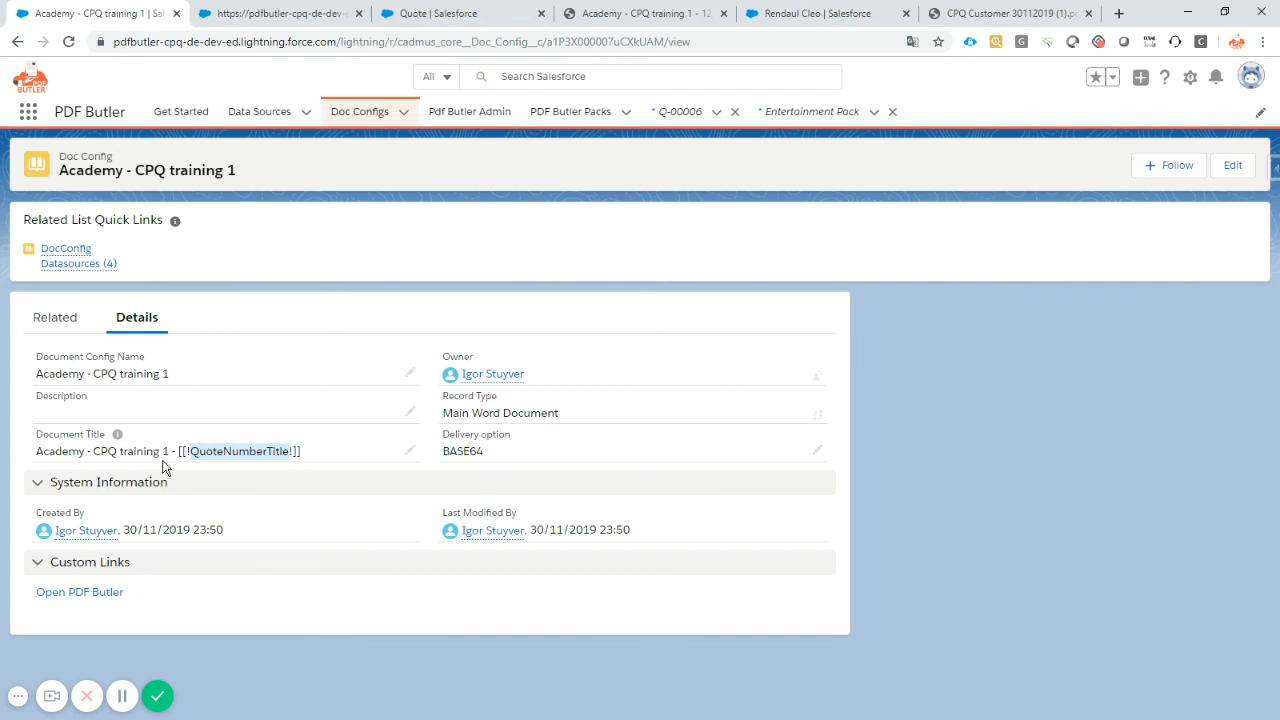 Academy - CPQ training 1 | Sal
https://pdfbutler-cpq-de-dev-e
Quote | Salesforce
Academy - CPQ training 1 - 12
Rendaul Cleo | Salesforce
CPQ Customer 30112019 (1).pd
pdfbutler-cpq-de-dev-ed.lightning.force.com/lightning/r/cadmus_core__Doc_Config__c/a1P3X000007uCXkUAM/view
PDF
BUTLER
All
Search Salesforce
PDF Butler
Get Started
Data Sources
Doc Configs
Pdf Butler Admin
PDF Butler Packs
* Q-00006
* Entertainment Pack
Doc Config
Academy - CPQ training 1
Follow
Edit
Related List Quick Links
DocConfig
Datasources (4)
Related
Details
Document Config Name
Academy - CPQ training 1
Owner
Igor Stuyver
Description
Record Type
Main Word Document
Document Title
Academy - CPQ training 1 - [[!QuoteNumberTitle!]]
Delivery option
BASE64
System Information
Created By
Igor Stuyver, 30/11/2019 23:50
Last Modified By
Igor Stuyver, 30/11/2019 23:50
Custom Links
Open PDF Butler